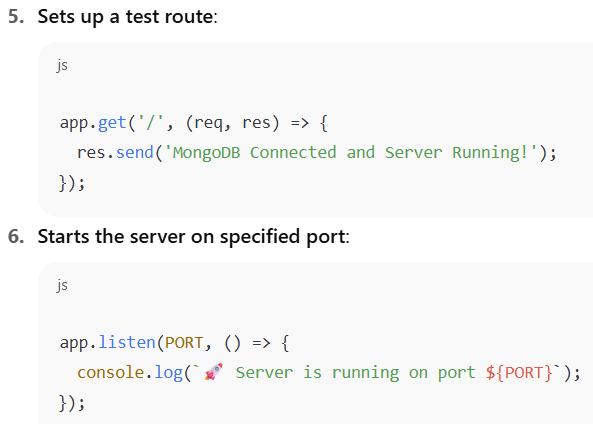 5. Sets up a test route:
js
app.get('/', (req, res) => {
  res.send('MongoDB Connected and Server Running!');
});
6. Starts the server on specified port:
js
app.listen(PORT, () => {
  console.log(`🚀 Server is running on port ${PORT}`);
});